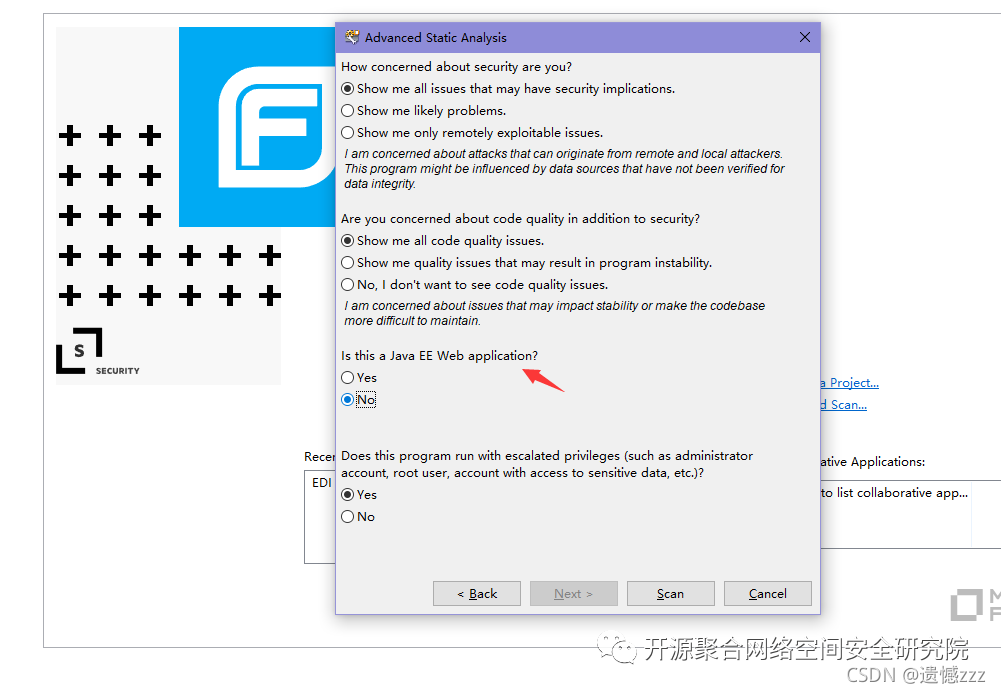 Advanced Static Analysis
How concerned about security are you?
Show me all issues that may have security implications.
Show me likely problems.
Show me only remotely exploitable issues.
I am concerned about attacks that can originate from remote and local attackers.
This program might be influenced by data sources that have not been verified for
data integrity.
Are you concerned about code quality in addition to security?
Show me all code quality issues.
Show me quality issues that may result in program instability.
No, I don't want to see code quality issues.
I am concerned about issues that may impact stability or make the codebase
more difficult to maintain.
Is this a Java EE Web application?
Yes
No
Does this program run with escalated privileges (such as administrator
account, root user, account with access to sensitive data, etc.)?
Yes
No
< Back Next > Scan Cancel
F
S
SECURITY
a Project...
d Scan...
Recen
EDI
ative Applications:
to list collaborative app...
M
F
开源聚合网络空间安全研究院
CSDN @遗憾zzz